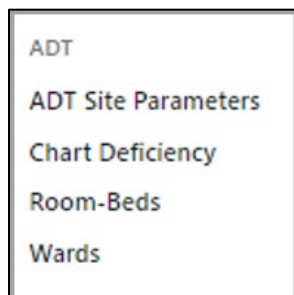 ADT
ADT Site Parameters
Chart Deficiency
Room-Beds
Wards